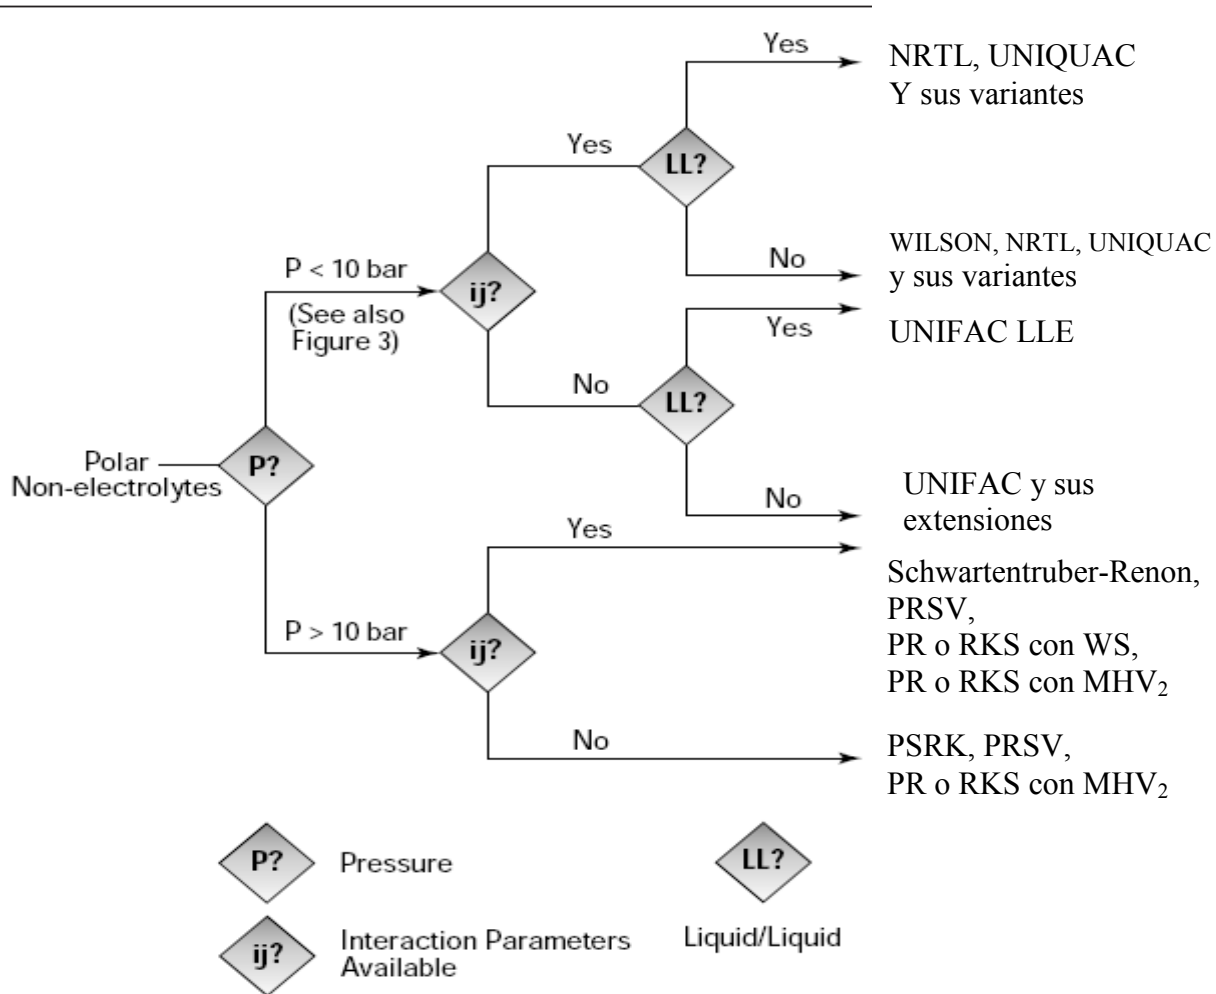 Yes
NRTL, UNIQUAC
Y sus variantes
Yes
LL?
P < 10 bar
(See also
Figure 3)
ij?
No
WILSON, NRTL, UNIQUAC
y sus variantes
Yes
UNIFAC LLE
No
LL?
Polar
Non-electrolytes
P?
No
UNIFAC y sus
extensiones
Yes
Schwartentruber-Renon,
PRSV,
PR o RKS con WS,
PR o RKS con MHV₂
P > 10 bar
ij?
No
PSRK, PRSV,
PR o RKS con MHV₂
P?
Pressure
LL?
Liquid/Liquid
ij?
Interaction Parameters
Available